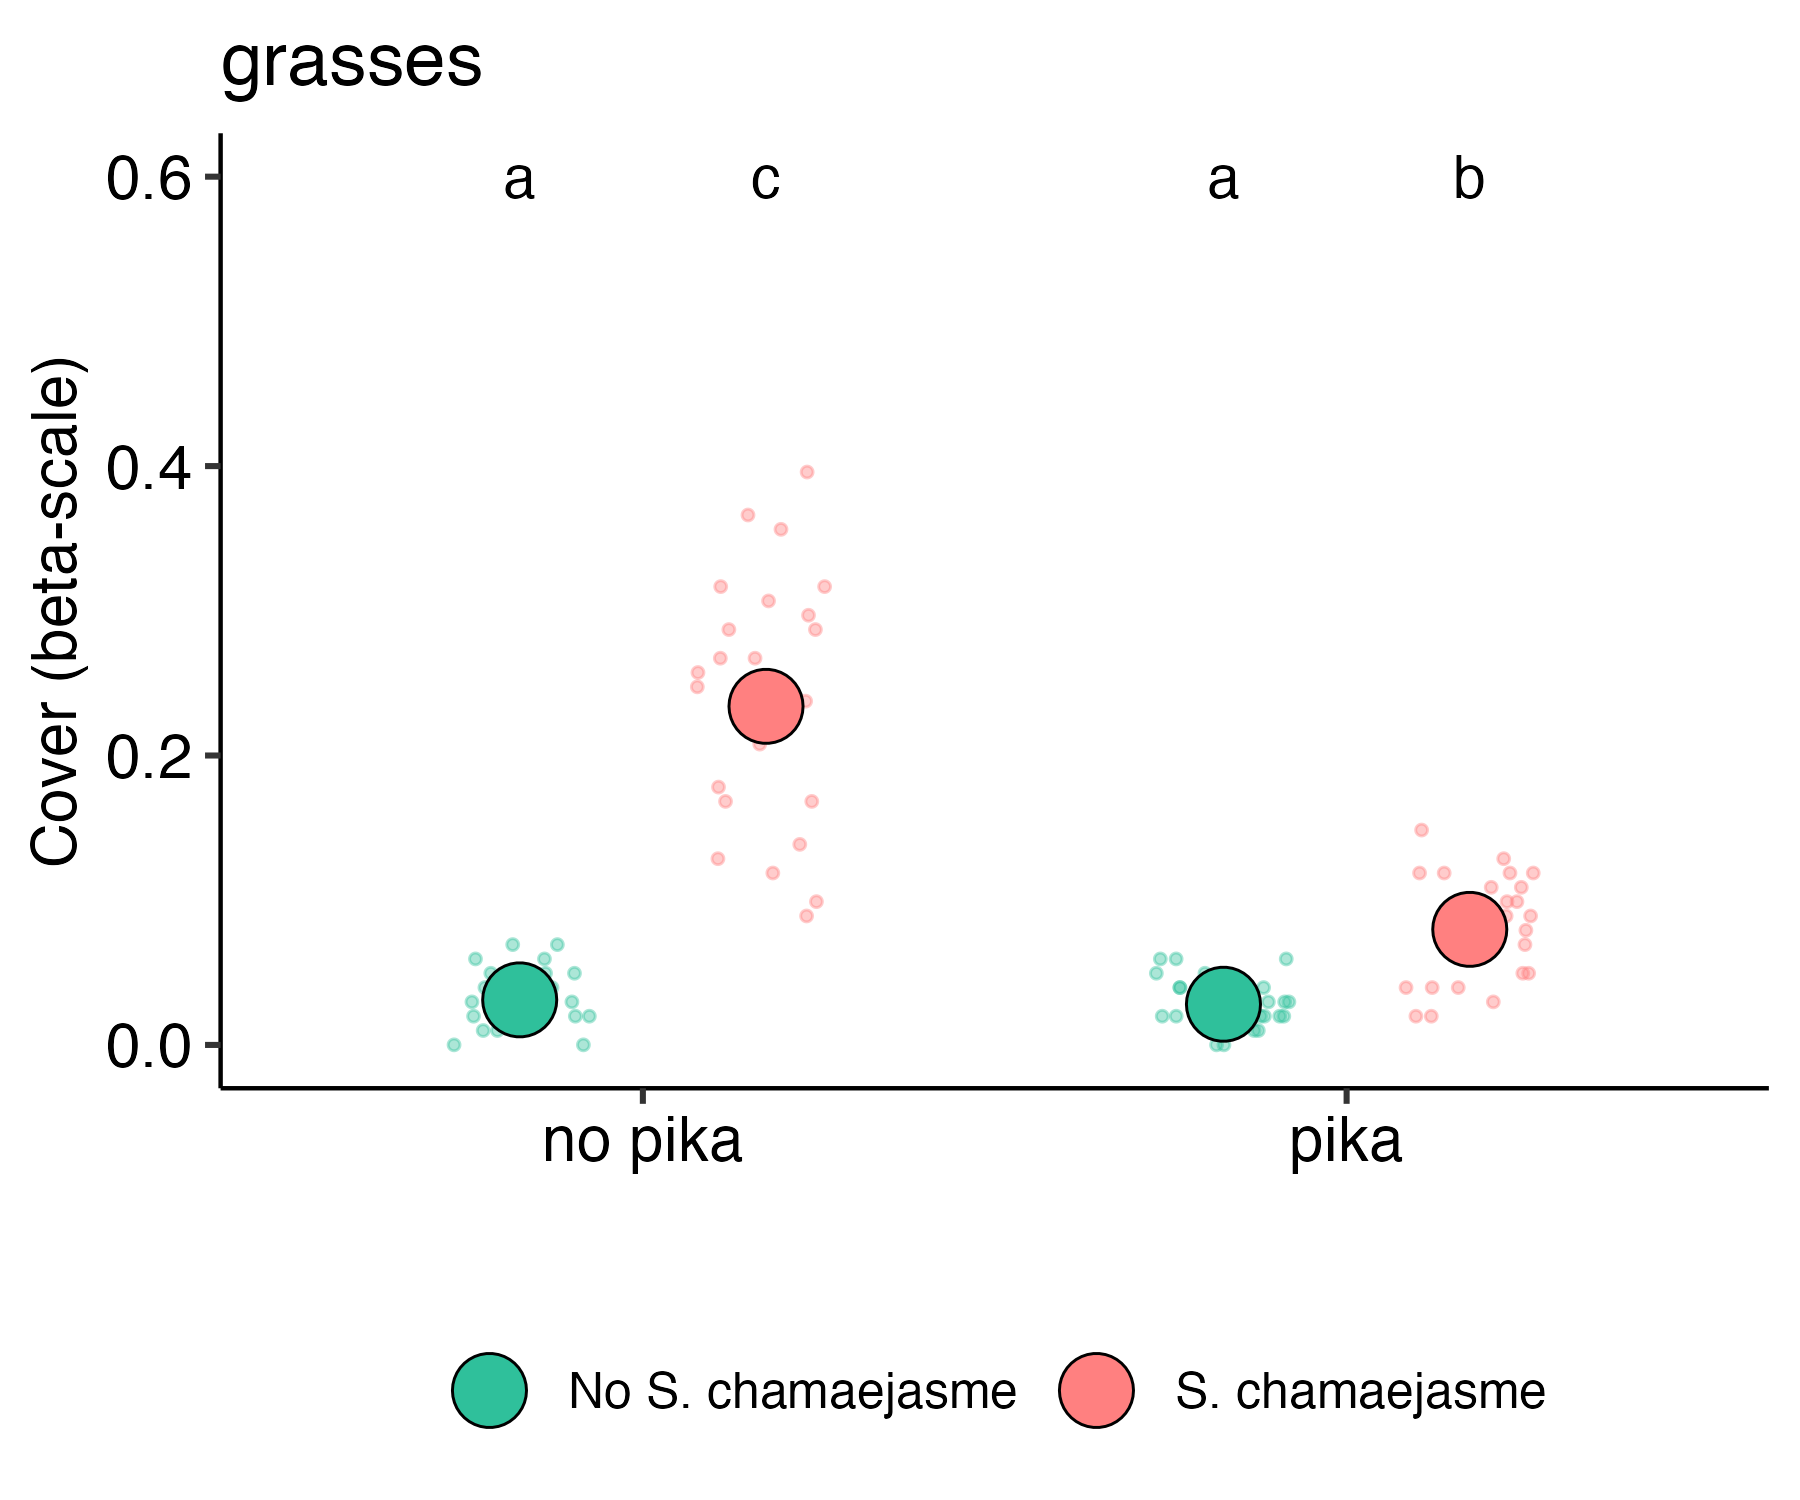 grasses
0.6
a
c
a
b
0.4
0.2
0.0
Cover (beta-scale)
no pika
pika
No S. chamaejasme
S. chamaejasme